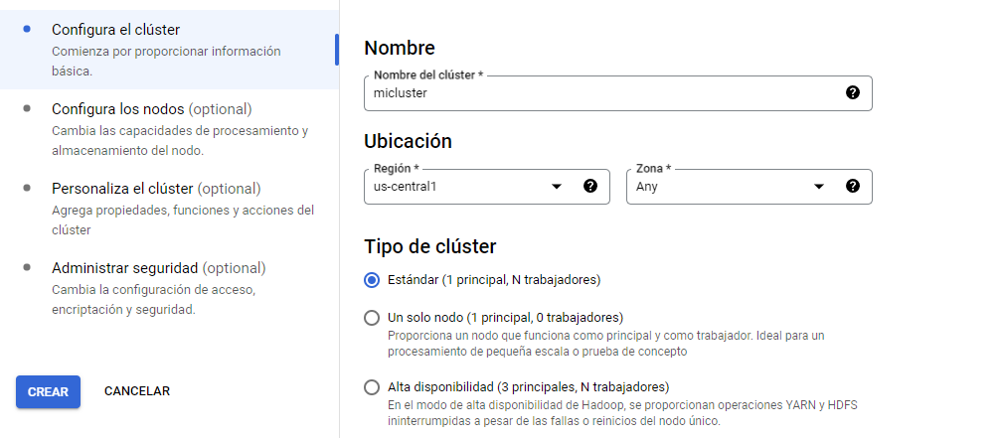 Configura el clúster
Comienza por proporcionar información
básica.
Configura los nodos (optional)
Cambia las capacidades de procesamiento y
almacenamiento del nodo.
Personaliza el clúster (optional)
Agrega propiedades, funciones y acciones del
clúster
Administrar seguridad (optional)
Cambia la configuración de acceso,
encriptación y seguridad.
CREAR CANCELAR
Nombre
Nombre del clúster *
micluster
Ubicación
Región * Zona *
us-central1 Any
Tipo de clúster
Estándar (1 principal, N trabajadores)
Un solo nodo (1 principal, 0 trabajadores)
Proporciona un nodo que funciona como principal y como trabajador. Ideal para un
procesamiento de pequeña escala o prueba de concepto
Alta disponibilidad (3 principales, N trabajadores)
En el modo de alta disponibilidad de Hadoop, se proporcionan operaciones YARN y HDFS
ininterrumpidas a pesar de las fallas o reinicios del nodo único.